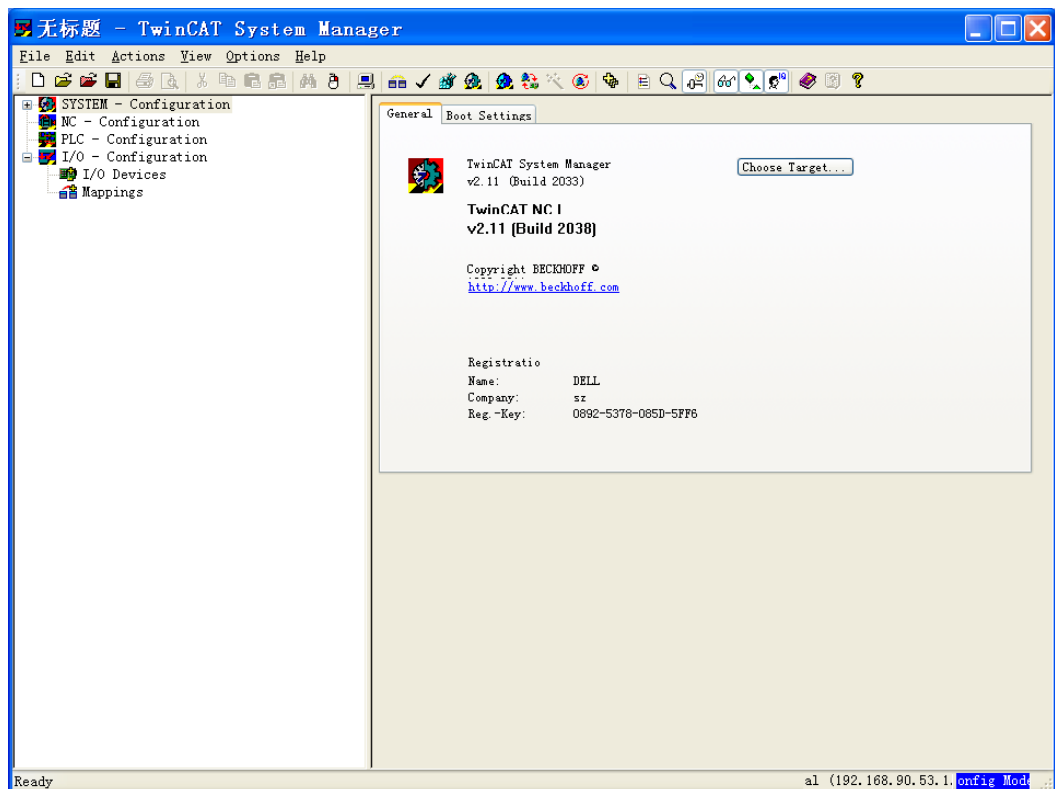 无标题 - TwinCAT System Manager
File Edit Actions View Options Help
SYSTEM - Configuration
NC - Configuration
PLC - Configuration
I/O - Configuration
I/O Devices
Mappings
General Boot Settings
TwinCAT System Manager
v2.11 (Build 2033)
Choose Target...
TwinCAT NC I
v2.11 (Build 2038)
Copyright BECKHOFF ©
http://www.beckhoff.com
Registratio
Name: DELL
Company: sz
Reg.-Key: 0892-5378-085D-5FF6
Ready al (192.168.90.53.1. onfig Mode